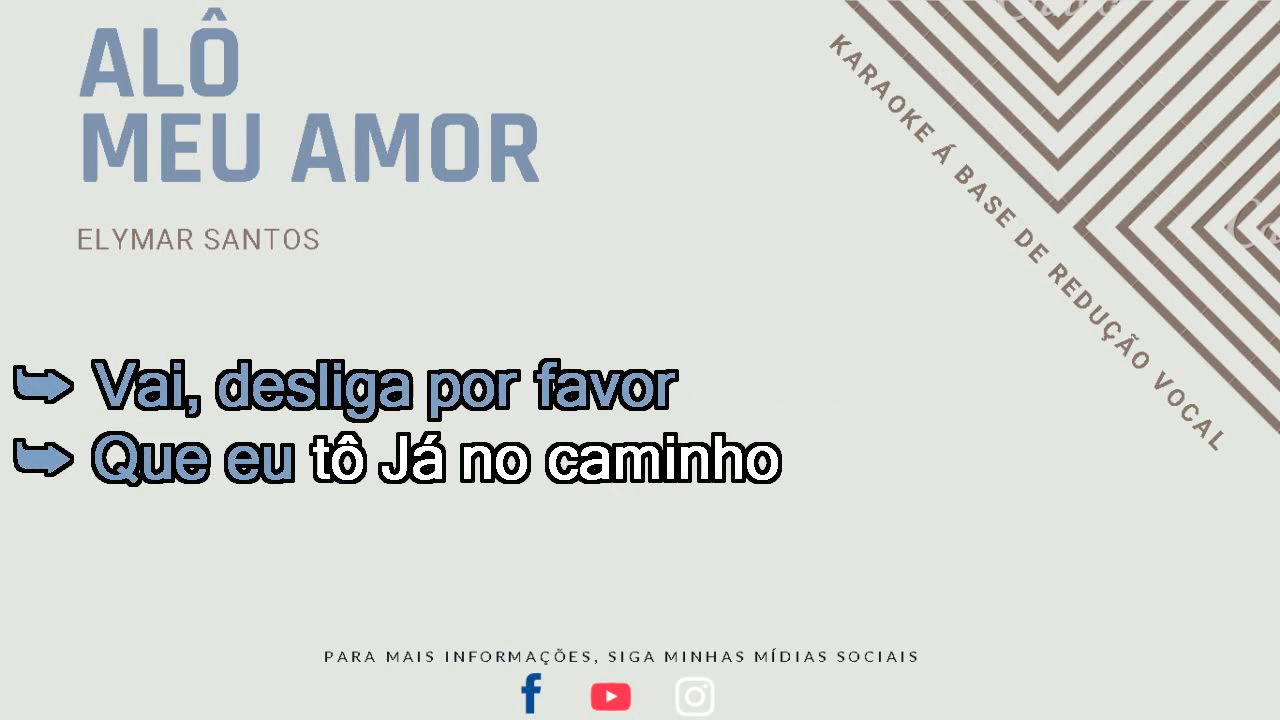 ALÔ
MEU AMOR
ELYMAR SANTOS
KARAOKE Á BASE DE REDUÇÃO VOCAL
Vai, desliga por favor
Que eu tô Já no caminho
PARA MAIS INFORMAÇÕES, SIGA MINHAS MÍDIAS SOCIAIS